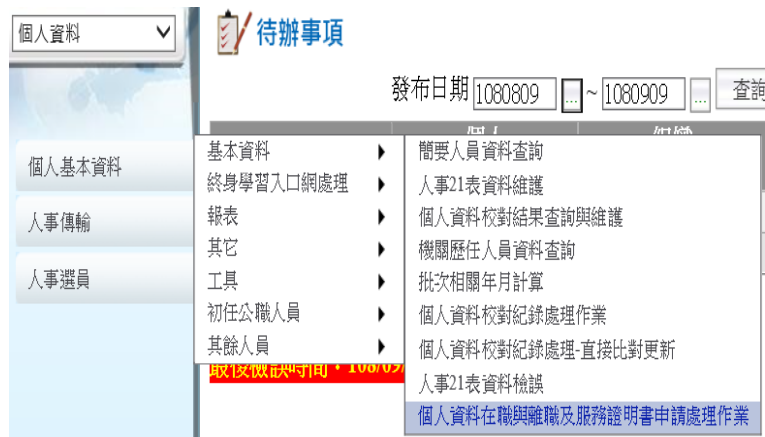 個人資料
待辦事項
發布日期 1080809 ... ~ 1080909 ... 查詢
個人基本資料
人事傳輸
人事選員
基本資料
終身學習入口網處理
報表
其它
工具
初任公職人員
其餘人員
簡要人員資料查詢
人事21表資料維護
個人資料校對結果查詢與維護
機關歷任人員資料查詢
批次相關年月計算
個人資料校對紀錄處理作業
個人資料校對紀錄處理-直接比對更新
人事21表資料檢誤
個人資料在職與離職及服務證明書申請處理作業
最後檢誤時間：108/09/